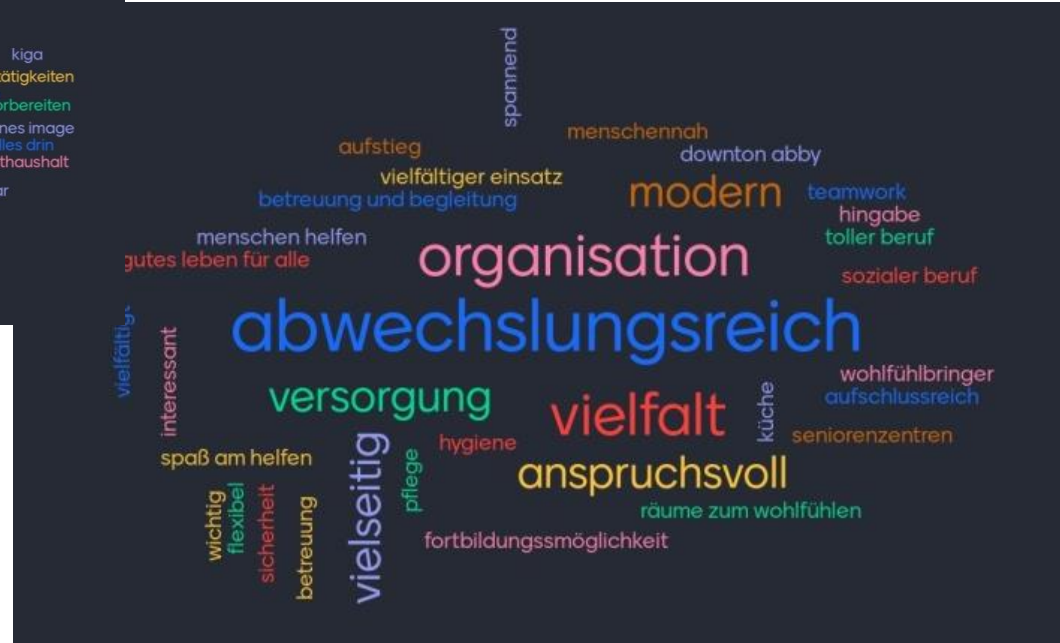 kiga
tätigkeiten
orbereiten
nes image
lles drin
thaushalt
ar
spannend
aufstieg
menschennah
downton abby
vielfältiger einsatz
betreuung und begleitung
modern
teamwork
hingabe
menschen helfen
toller beruf
gutes leben für alle
organisation
sozialer beruf
abwechslungsreich
vielfältig
interessant
versorgung
vielfalt
küche
wohlfühlbringer
aufschlussreich
seniorenzentren
hygiene
spaß am helfen
vielseitig
pflege
anspruchsvoll
wichtig
flexibel
sicherheit
betreuung
räume zum wohlfühlen
fortbildungssmöglichkeit